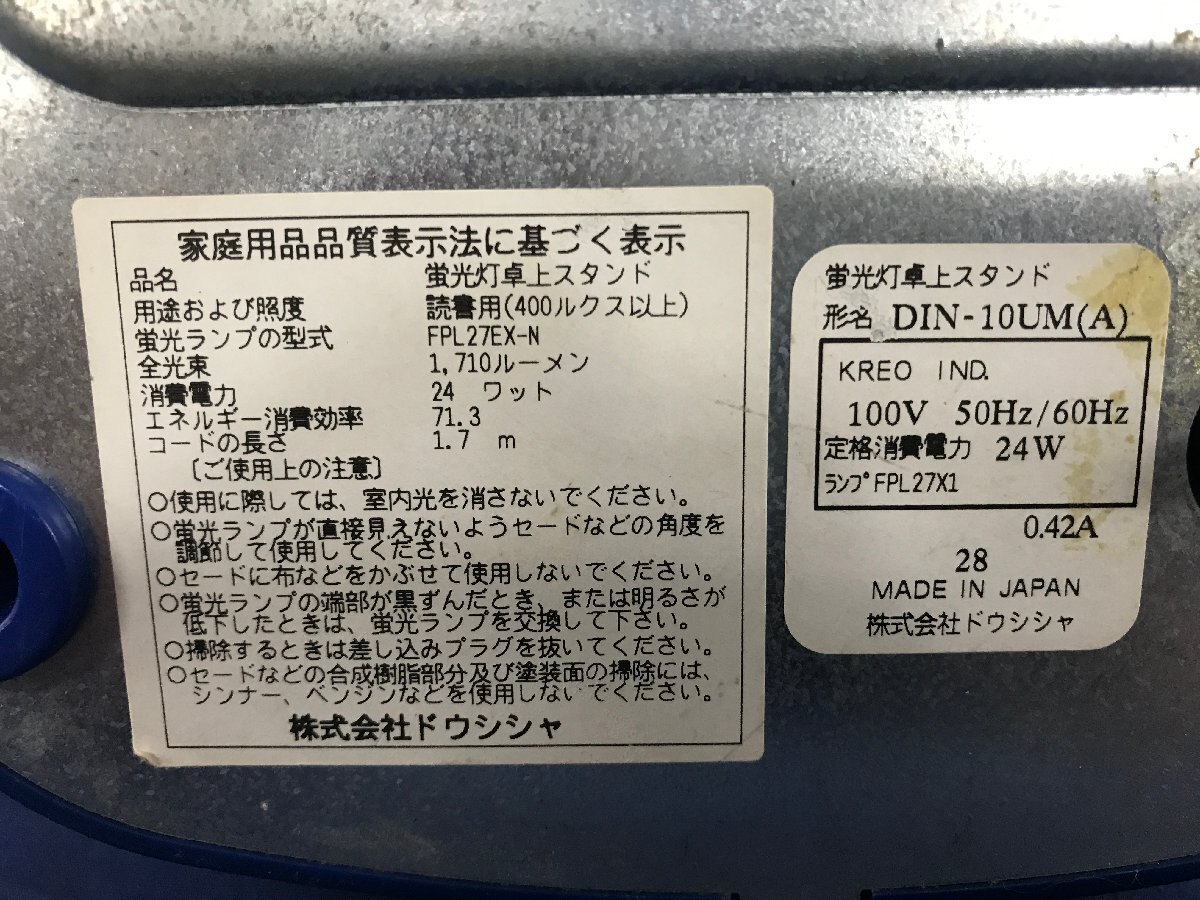 家庭用品品質表示法に基づく表示
品名 蛍光灯卓上スタンド
用途および照度 読書用(400ルクス以上)
蛍光ランプの型式 FPL27EX-N
全光束 1,710ルーメン
消費電力 24 ワット
エネルギー消費効率 71.3
コードの長さ 1.7 m
〔ご使用上の注意〕
○使用に際しては、室内光を消さないでください。
○蛍光ランプが直接見えないようセードなどの角度を
調節して使用してください。
○セードに布などをかぶせて使用しないでください。
○蛍光ランプの端部が黒ずんだとき、または明るさが
低下したときは、蛍光ランプを交換して下さい。
○掃除するときは差し込みプラグを抜いてください。
○セードなどの合成樹脂部分及び塗装面の掃除には、
シンナー、ベンジンなどを使用しないでください。
株式会社ドウシシャ
蛍光灯卓上スタンド
形名 DIN-10UM(A)
KREO IND.
100V 50Hz/60Hz
定格消費電力 24W
ランプ FPL27X1
0.42A
28
MADE IN JAPAN
株式会社ドウシシャ